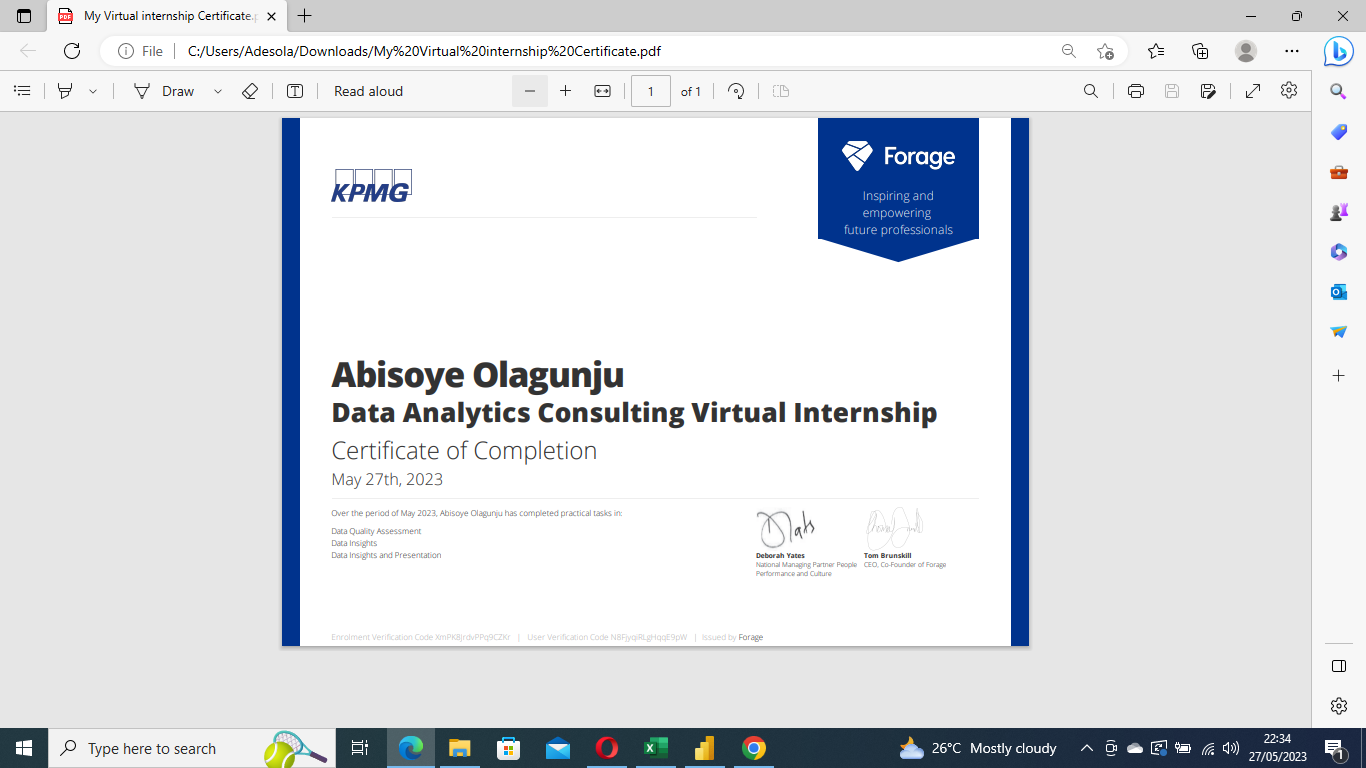 My Virtual internship Certificate.p
File
C:/Users/Adesola/Downloads/My%20Virtual%20internship%20Certificate.pdf
Draw
Read aloud
1
of 1
KPMG
Forage
Inspiring and
empowering
future professionals
Abisoye Olagunju
Data Analytics Consulting Virtual Internship
Certificate of Completion
May 27th, 2023
Over the period of May 2023, Abisoye Olagunju has completed practical tasks in:
Data Quality Assessment
Data Insights
Data Insights and Presentation
Deborah Yates
National Managing Partner People
Performance and Culture
Tom Brunskill
CEO, Co-Founder of Forage
Enrolment Verification Code XmPK8JrdvPPq9CZKr | User Verification Code N8FjyqiRLgHqqE9pW | Issued by Forage
Type here to search
26°C Mostly cloudy
22:34
27/05/2023
1